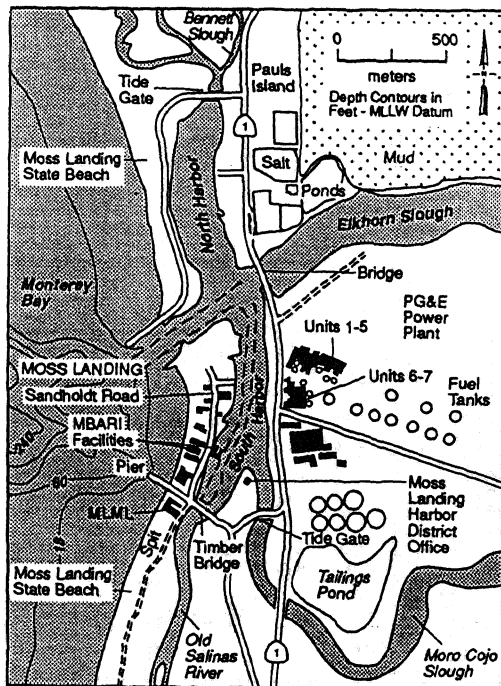 Bennett
Slough
0
500
meters
Depth Contours in
Feet - MLLW Datum
Tide
Gate
Pauls
Island
1
Moss Landing
State Beach
Salt
Ponds
Mud
North Harbor
Elkhorn Slough
Bridge
Monterey
Bay
PG&E
Power
Plant
Units 1-5
MOSS LANDING
Sandholdt Road
Units 6-7
Fuel
Tanks
MBARI
Facilities
South Harbor
Pier
60
18
MLML
Spit
Moss
Landing
Harbor
District
Office
Timber
Bridge
Tide Gate
Moss Landing
State Beach
Tailings
Pond
Old
Salinas
River
1
Moro Cojo
Slough